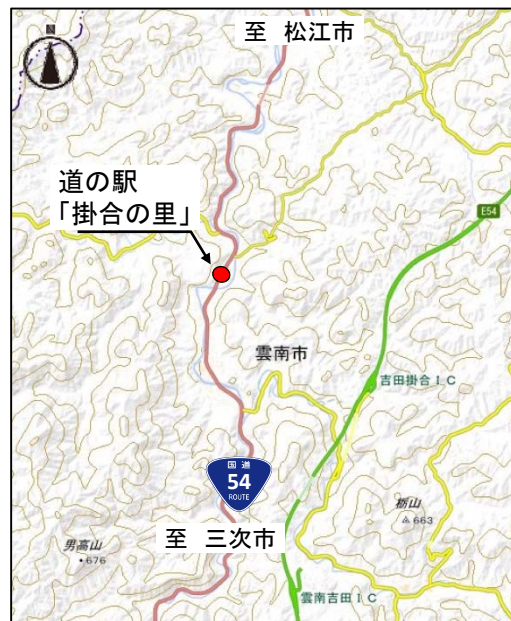 至 松江市
道の駅
「掛合の里」
E54
雲南市
吉田掛合IC
国道
54
ROUTE
栃山
663
男高山
676
至 三次市
雲南吉田IC